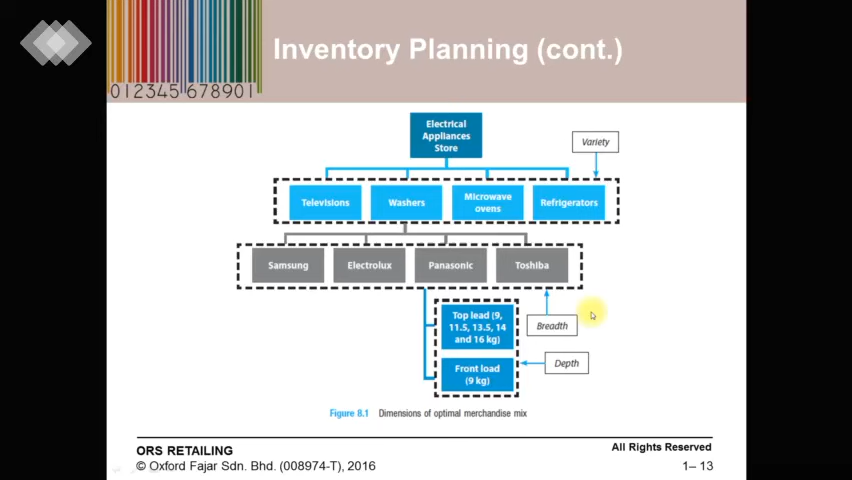 Inventory Planning (cont.)
012345 678901
Electrical
Appliances
Store
Variety
Televisions
Washers
Microwave
ovens
Refrigerators
Samsung
Electrolux
Panasonic
Toshiba
Top lead (9,
11.5, 13.5, 14
and 16 kg)
Breadth
Front load
(9 kg)
Depth
Figure 8.1 Dimensions of optimal merchandise mix
ORS RETAILING
All Rights Reserved
© Oxford Fajar Sdn. Bhd. (008974-T), 2016
1– 13